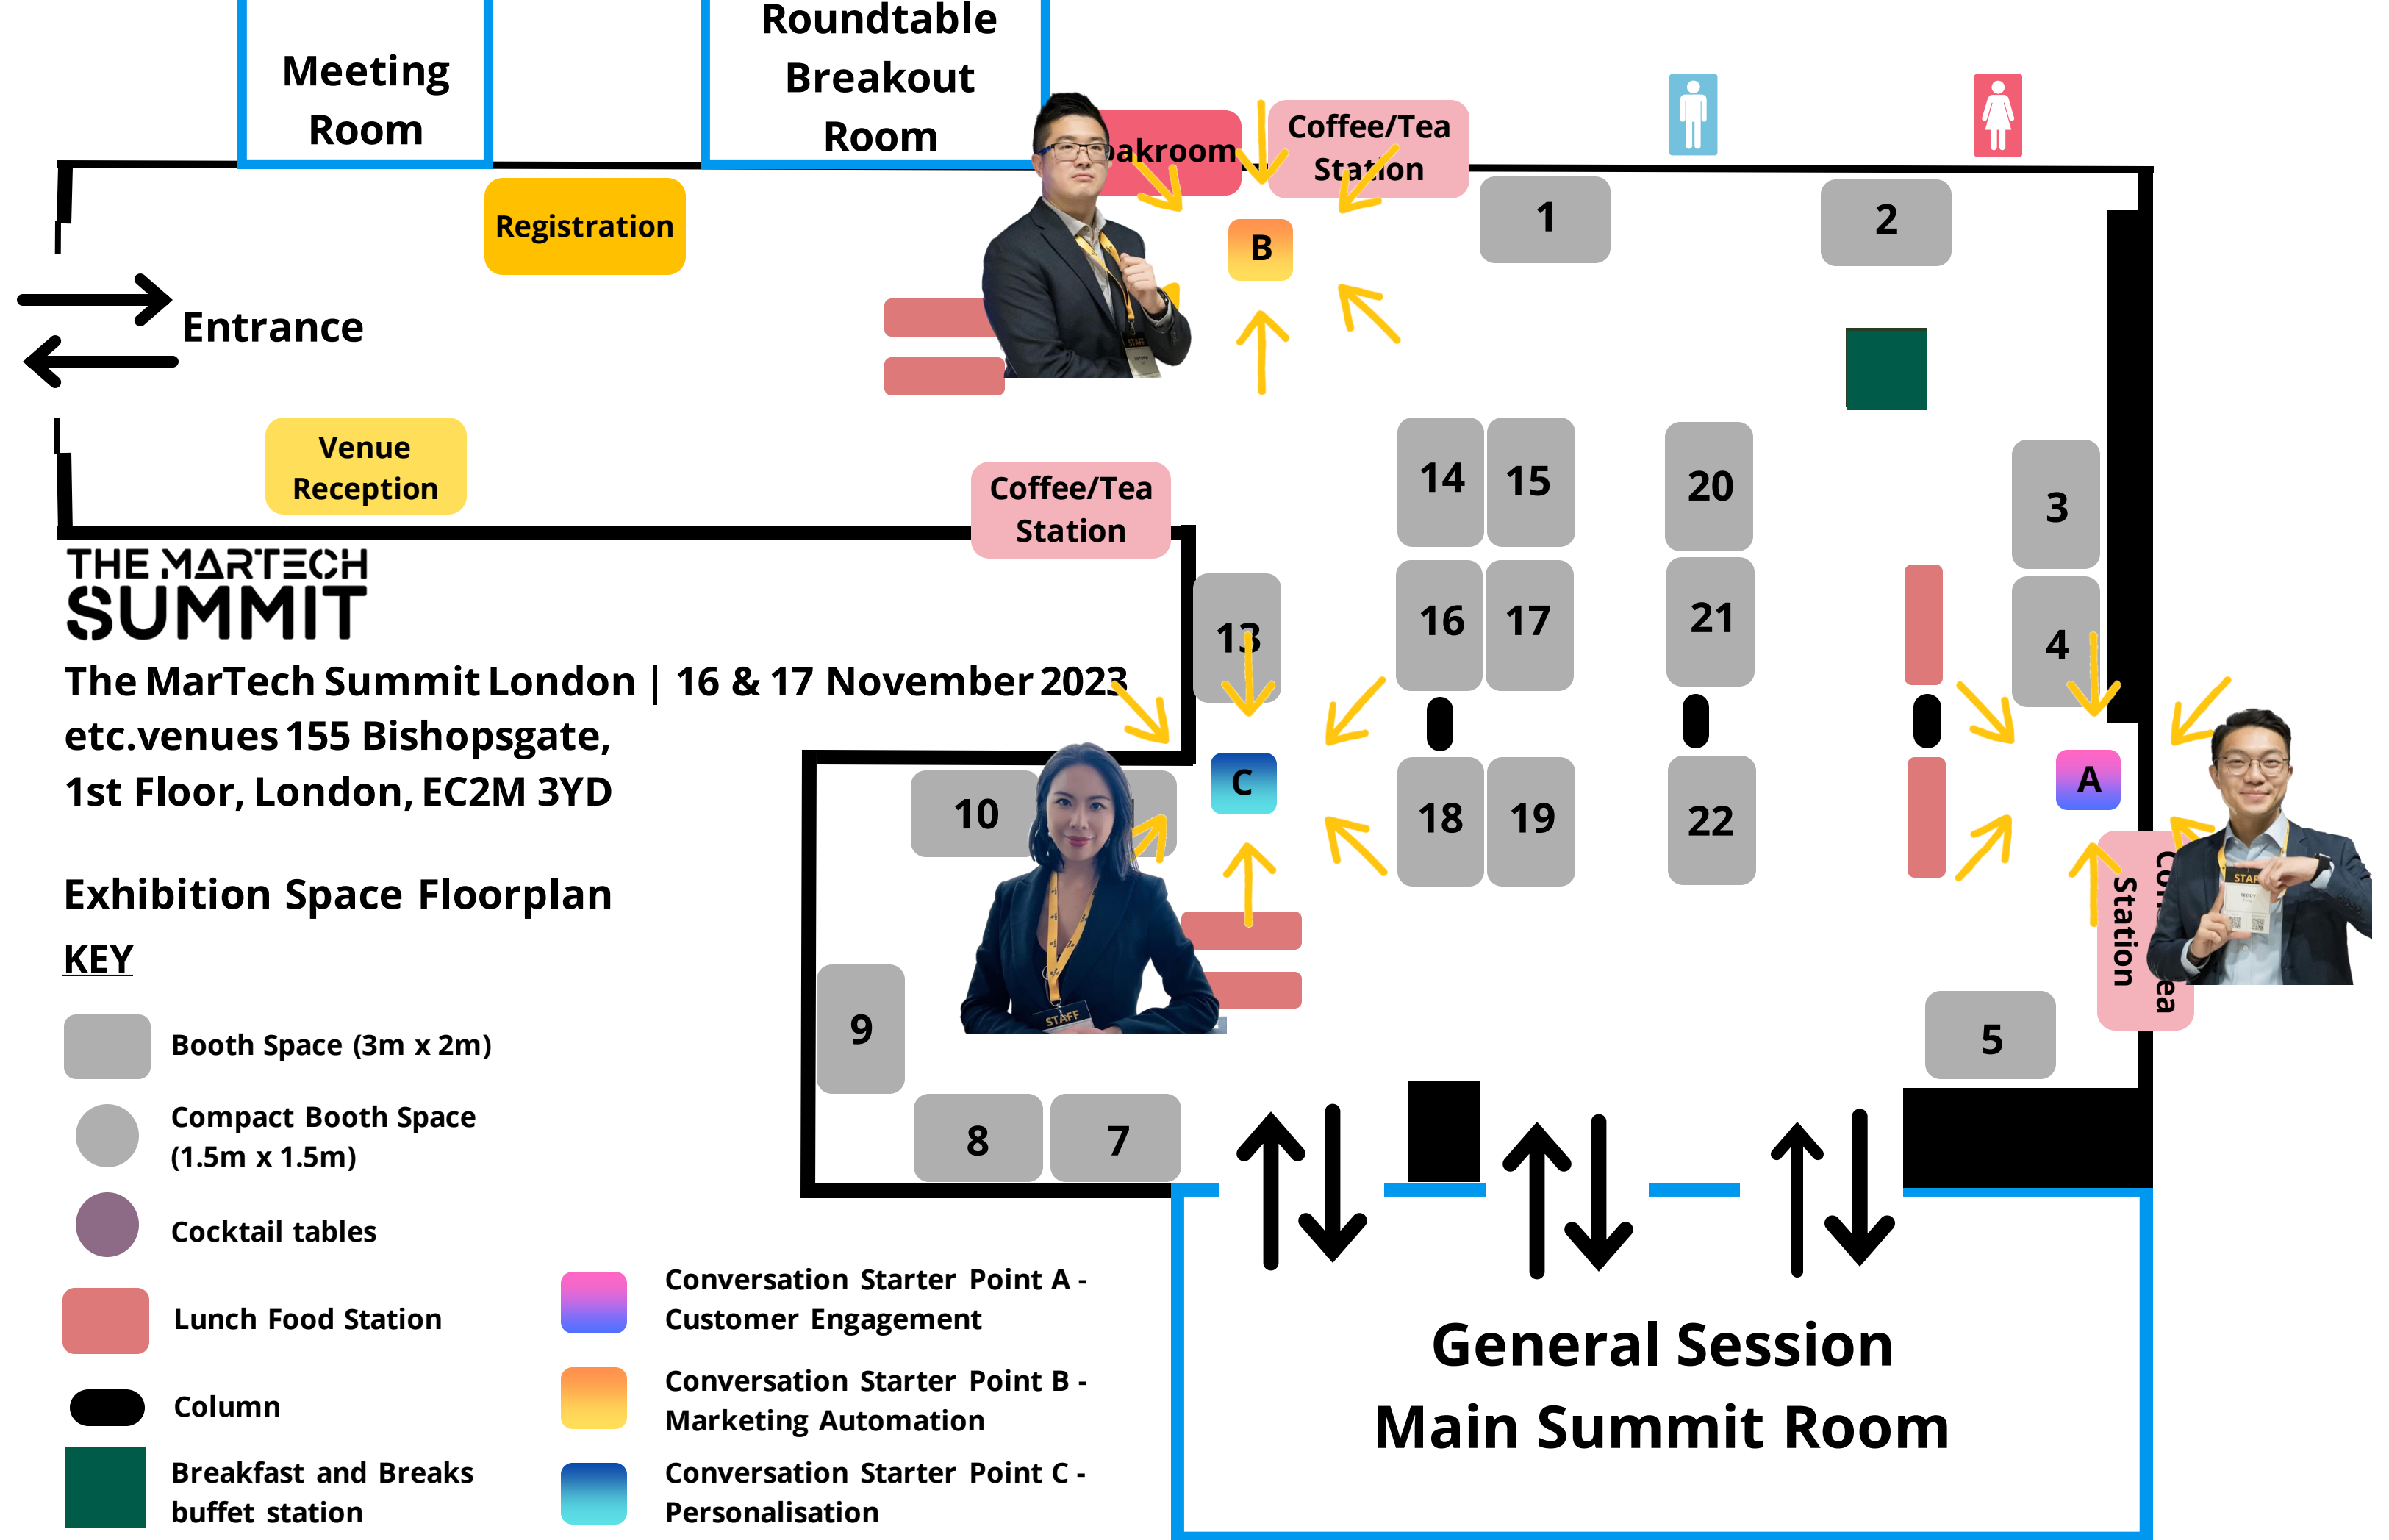 Meeting
Room
Roundtable
Breakout
Room
oakroom
Coffee/Tea
Station
Registration
B
1
2
Entrance
STAFF
Venue
Reception
Coffee/Tea
Station
14
15
20
3
16
17
21
4
13
THE MARTECH
SUMMIT
The MarTech Summit London | 16 & 17 November 2023
etc.venues 155 Bishopsgate,
1st Floor, London, EC2M 3YD
10
C
18
19
22
A
Station
STAFF
Exhibition Space Floorplan
KEY
9
STAFF
5
8
7
Booth Space (3m x 2m)
Compact Booth Space
(1.5m x 1.5m)
Cocktail tables
Lunch Food Station
Column
Breakfast and Breaks
buffet station
Conversation Starter Point A -
Customer Engagement
Conversation Starter Point B -
Marketing Automation
Conversation Starter Point C -
Personalisation
General Session
Main Summit Room